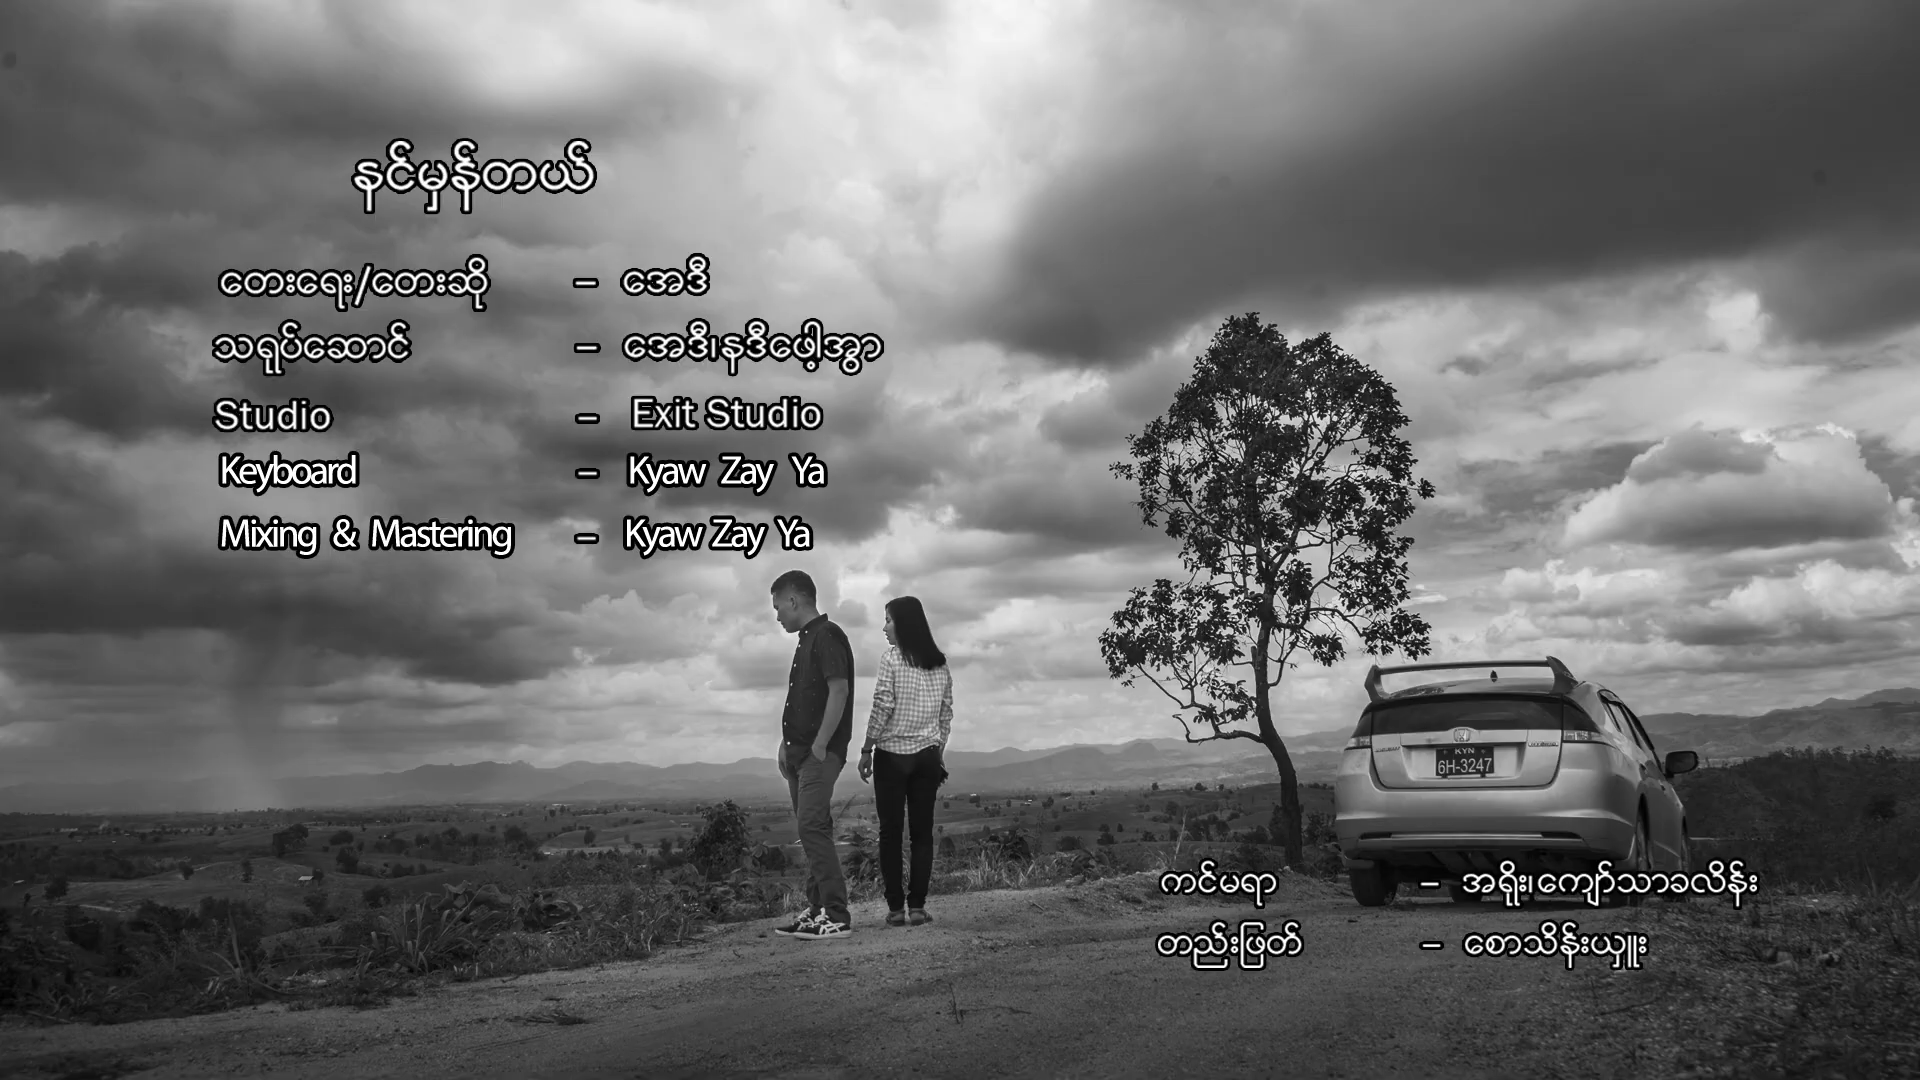 နင်မှန်တယ်
တေးရေး/တေးဆို – အေဒီ
သရုပ်ဆောင် – အေဒီ၊နဒီဖေါ့အွာ
Studio – Exit Studio
Keyboard – Kyaw Zay Ya
Mixing & Mastering – Kyaw Zay Ya
KYN
6H-3247
ကင်မရာ – အရိုး၊ကျော်သာခလိန်း
တည်းဖြတ် – စောသိန်းယှူး